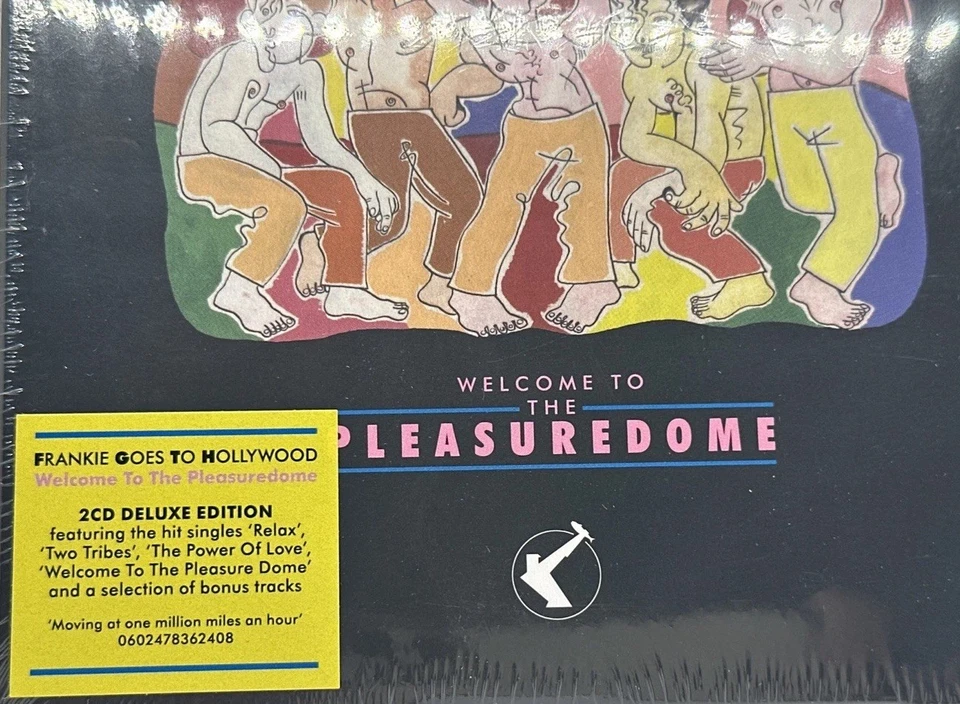 WELCOME TO
THE
PLEASUREDOME
FRANKIE GOES TO HOLLYWOOD
Welcome To The Pleasuredome
2CD DELUXE EDITION
featuring the hit singles ‘Relax’,
‘Two Tribes’, ‘The Power Of Love’,
‘Welcome To The Pleasure Dome’
and a selection of bonus tracks
‘Moving at one million miles an hour’
0602478362408